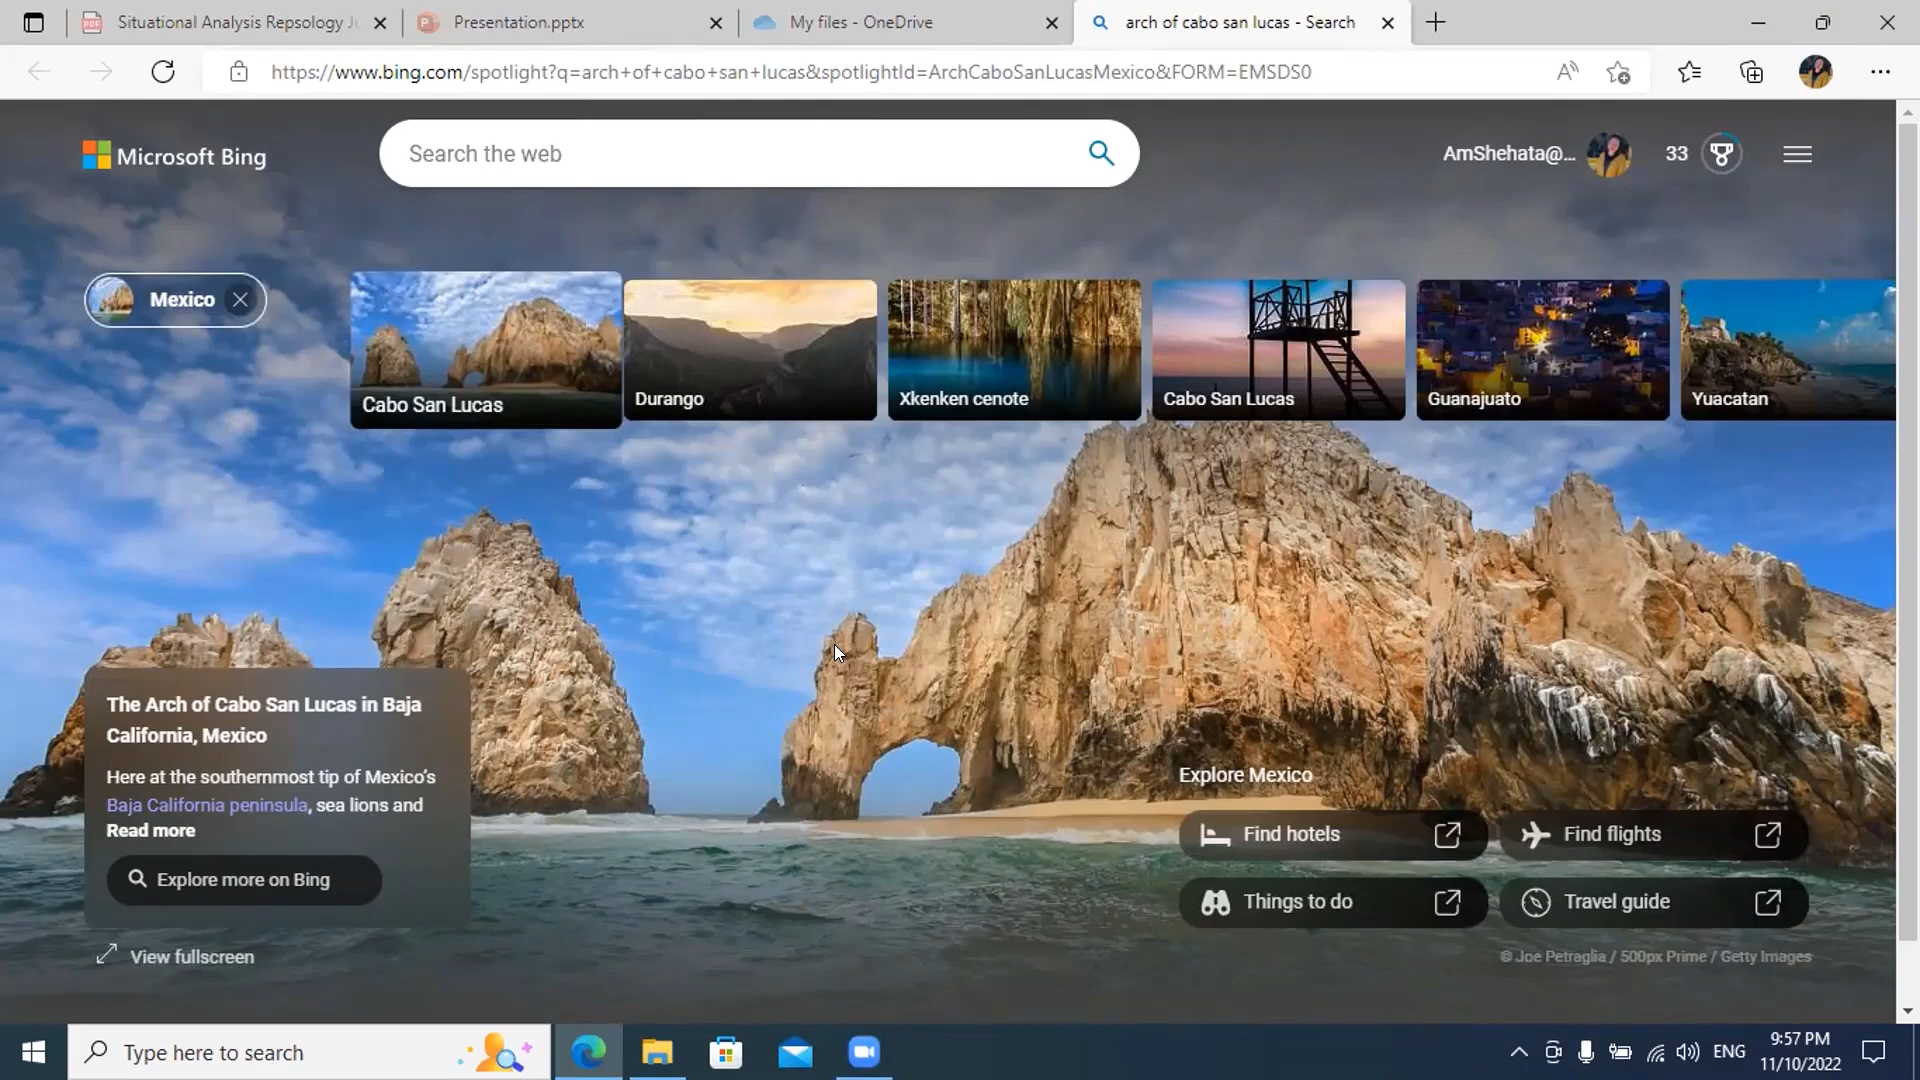 Situational Analysis Repsology Ju
Presentation.pptx
My files - OneDrive
arch of cabo san lucas - Search
https://www.bing.com/spotlight?q=arch+of+cabo+san+lucas&spotlightId=ArchCaboSanLucasMexico&FORM=EMSDS0
Microsoft Bing
Search the web
AmShehata@...
33
Mexico
Cabo San Lucas
Durango
Xkenken cenote
Cabo San Lucas
Guanajuato
Yuacatan
The Arch of Cabo San Lucas in Baja
California, Mexico
Here at the southernmost tip of Mexico's
Baja California peninsula, sea lions and
Read more
Explore more on Bing
View fullscreen
Explore Mexico
Find hotels
Find flights
Things to do
Travel guide
© Joe Petraglia / 500px Prime / Getty Images
Type here to search
ENG
9:57 PM
11/10/2022